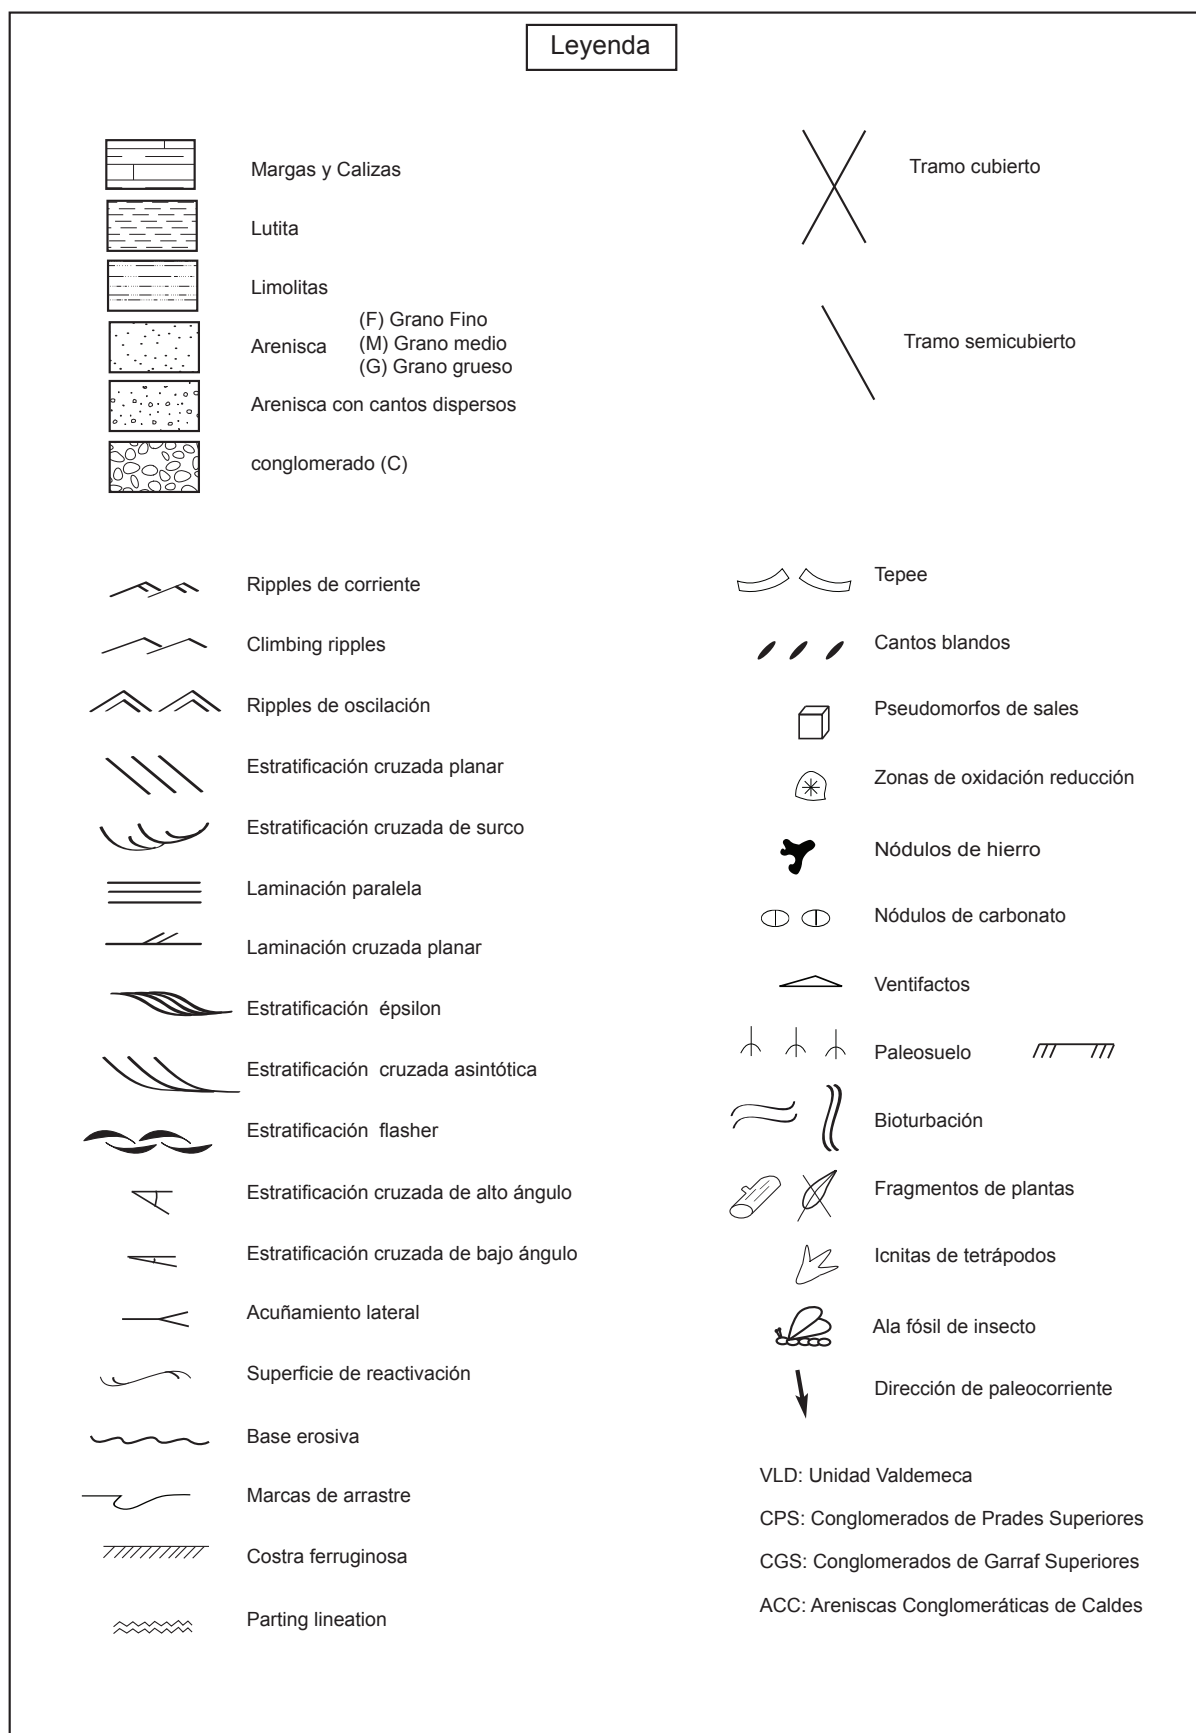 Leyenda
Margas y Calizas
Lutita
Limolitas
Arenisca
(F) Grano Fino
(M) Grano medio
(G) Grano grueso
Arenisca con cantos dispersos
conglomerado (C)
Tramo cubierto
Tramo semicubierto
Ripples de corriente
Climbing ripples
Ripples de oscilación
Estratificación cruzada planar
Estratificación cruzada de surco
Laminación paralela
Laminación cruzada planar
Estratificación épsilon
Estratificación cruzada asintótica
Estratificación flasher
Estratificación cruzada de alto ángulo
Estratificación cruzada de bajo ángulo
Acuñamiento lateral
Superficie de reactivación
Base erosiva
Marcas de arrastre
Costra ferruginosa
Parting lineation
Tepee
Cantos blandos
Pseudomorfos de sales
Zonas de oxidación reducción
Nódulos de hierro
Nódulos de carbonato
Ventifactos
Paleosuelo
Bioturbación
Fragmentos de plantas
Icnitas de tetrápodos
Ala fósil de insecto
Dirección de paleocorriente
VLD: Unidad Valdemeca
CPS: Conglomerados de Prades Superiores
CGS: Conglomerados de Garraf Superiores
ACC: Areniscas Conglomeráticas de Caldes